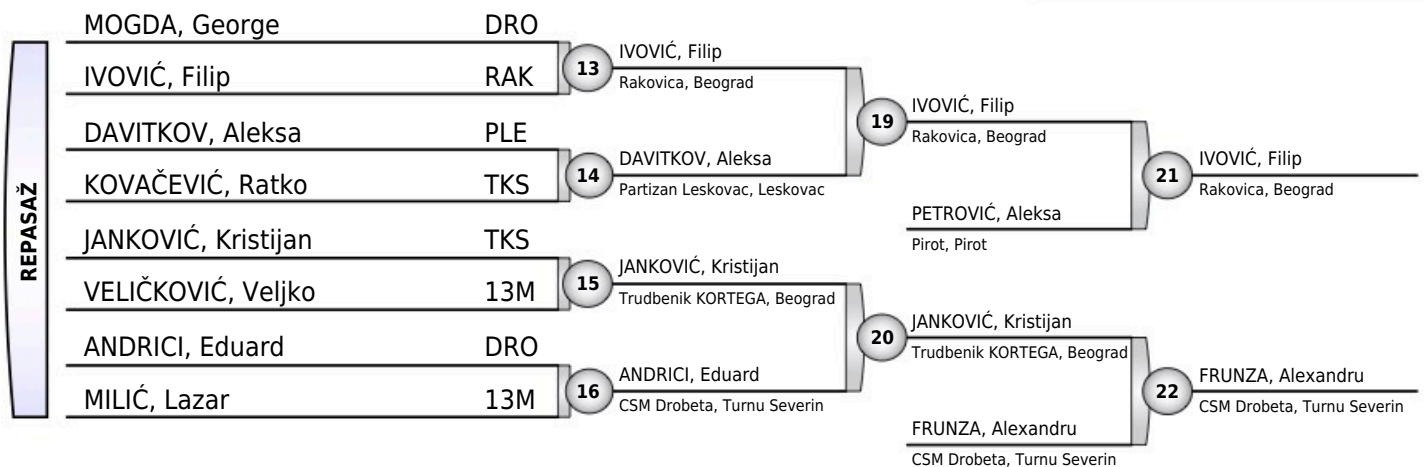 REPASAŽ
MOGDA, George DRO
IVOVIĆ, Filip RAK
DAVITKOV, Aleksa PLE
KOVAČEVIĆ, Ratko TKS
JANKOVIĆ, Kristijan TKS
VELIČKOVIĆ, Veljko 13M
ANDRICI, Eduard DRO
MILIĆ, Lazar 13M
13
IVOVIĆ, Filip
Rakovica, Beograd
14
DAVITKOV, Aleksa
Partizan Leskovac, Leskovac
15
JANKOVIĆ, Kristijan
Trudbenik KORTEGA, Beograd
16
ANDRICI, Eduard
CSM Drobeta, Turnu Severin
19
IVOVIĆ, Filip
Rakovica, Beograd
PETROVIĆ, Aleksa
Pirot, Pirot
20
JANKOVIĆ, Kristijan
Trudbenik KORTEGA, Beograd
FRUNZA, Alexandru
CSM Drobeta, Turnu Severin
21
IVOVIĆ, Filip
Rakovica, Beograd
22
FRUNZA, Alexandru
CSM Drobeta, Turnu Severin